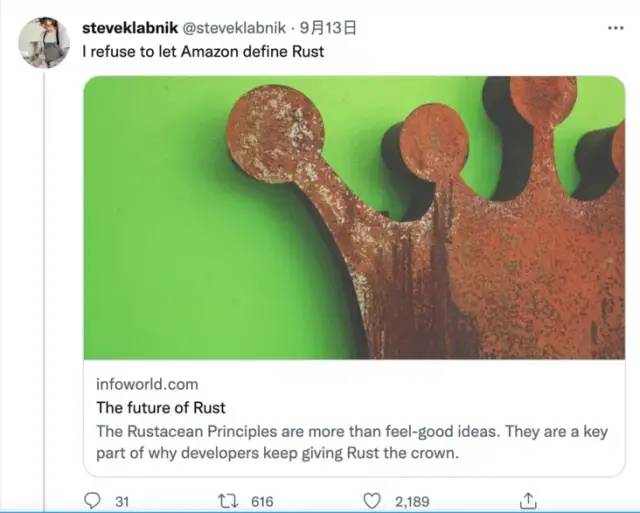 steveklabnik @steveklabnik · 9月13日
I refuse to let Amazon define Rust
infoworld.com
The future of Rust
The Rustacean Principles are more than feel-good ideas. They are a key
part of why developers keep giving Rust the crown.
31 616 2,189